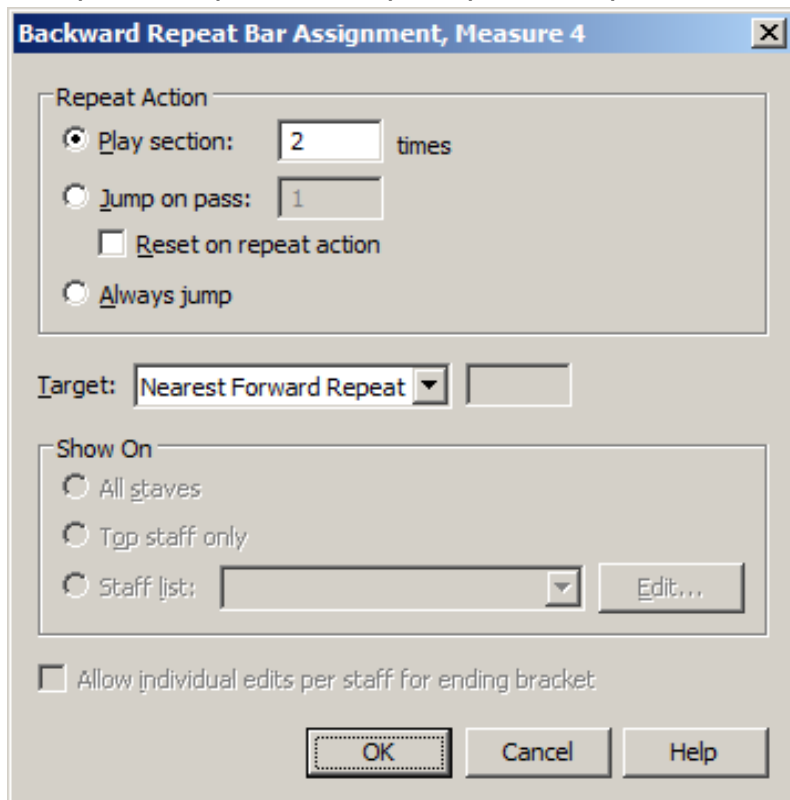 Backward Repeat Bar Assignment, Measure 4
Repeat Action
Play section: 2 times
Jump on pass: 1
Reset on repeat action
Always jump
Target: Nearest Forward Repeat
Show On
All staves
Top staff only
Staff list: Edit...
Allow individual edits per staff for ending bracket
OK Cancel Help